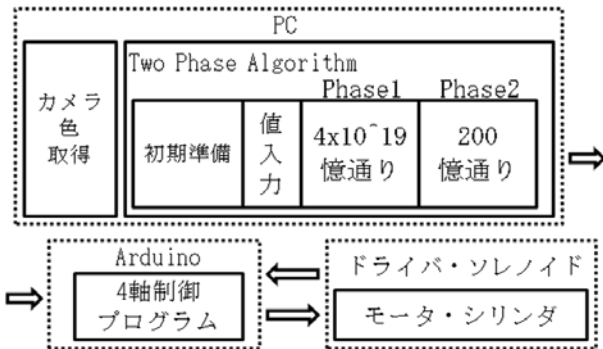 PC
カメラ
色
取得
Two Phase Algorithm
初期準備
値
入
力
Phase1
4x10^19
憶通り
Phase2
200
憶通り
Arduino
4軸制御
プログラム
ドライバ・ソレノイド
モータ・シリンダ